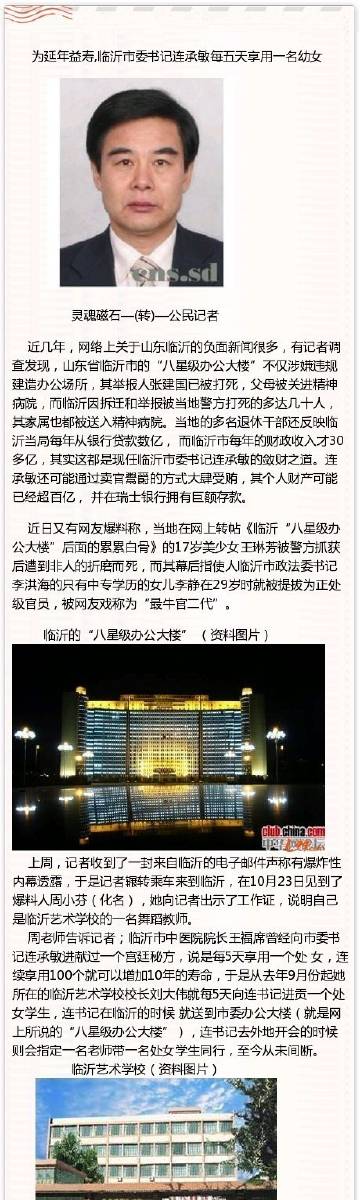 为延年益寿,临沂市委书记连承敏每五天享用一名幼女
cns.sd
灵魂磁石—(转)—公民记者
近几年，网络上关于山东临沂的负面新闻很多，有记者调
查发现，山东省临沂市的“八星级办公大楼”不仅涉嫌违规
建造办公场所，其举报人张建国已被打死，父母被关进精神
病院，而临沂因拆迁和举报被当地警方打死的多达几十人，
其家属也都被送入精神病院。当地的多名退休干部还反映临
沂当局每年从银行贷款数亿， 而临沂市每年的财政收入才30
多亿，其实这都是现任临沂市委书记连承敏的敛财之道。连
承敏还可能通过卖官鬻爵的方式大肆受贿，其个人财产可能
已经超百亿， 并在瑞士银行拥有巨额存款。
近日又有网友爆料称，当地在网上转帖《临沂“八星级办
公大楼”后面的累累白骨》的17岁美少女王琳芳被警方抓获
后遭到非人的折磨而死，而其幕后指使人临沂市政法委书记
李洪海的只有中专学历的女儿李静在29岁时就被提拔为正处
级官员，被网友戏称为“最牛官二代”。
临沂的“八星级办公大楼” （资料图片）
club.china.com
上周，记者收到了一封来自临沂的电子邮件声称有爆炸性
内幕透露，于是记者辗转乘车来到临沂，在10月23日见到了
爆料人周小芬（化名），她向记者出示了工作证，说明自己
是临沂艺术学校的一名舞蹈教师。
周老师告诉记者；临沂市中医院院长王福席曾经向市委书
记连承敏进献过一个宫廷秘方，说是每5天享用一个处 女，连
续享用100个就可以增加10年的寿命，于是从去年9月份起她
所在的临沂艺术学校校长刘大伟就每5天向连书记进贡一个处
女学生，连书记在临沂的时候 就送到市委办公大楼（就是网
上所说的“八星级办公大楼”），连书记去外地开会的时候
则会指定一名老师带一名处女学生同行，至今从未间断。
临沂艺术学校（资料图片）